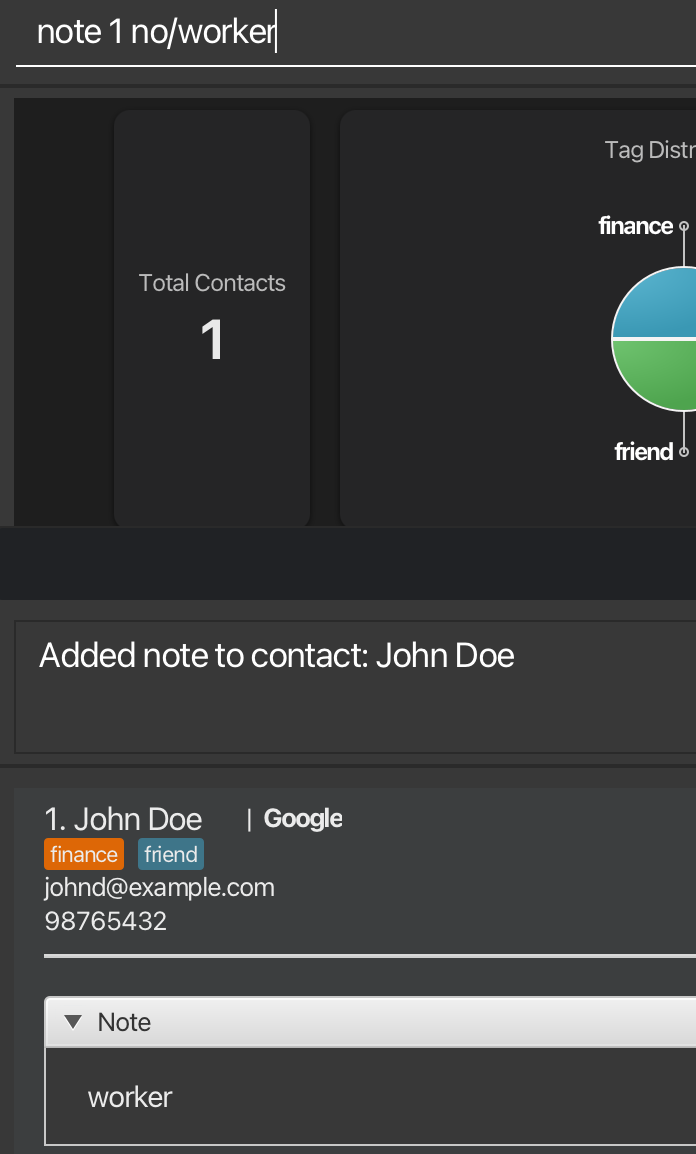 note 1 no/worker
Tag Distr
finance
Total Contacts
1
friend
Added note to contact: John Doe
1. John Doe | Google
finance friend
johnd@example.com
98765432
Note
worker